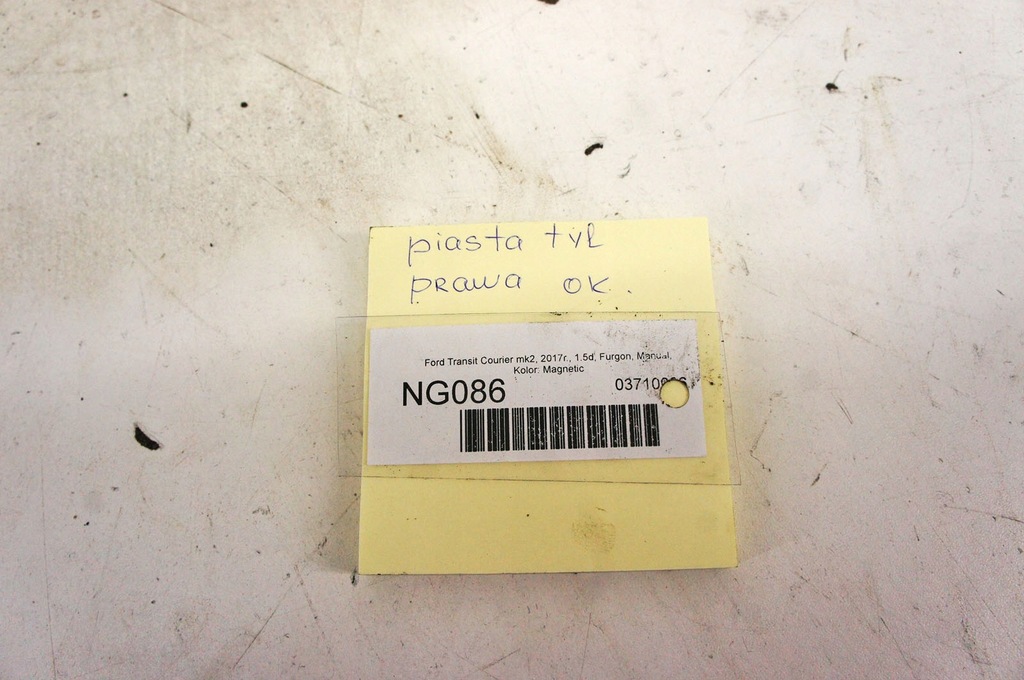 piasta tył
prawa ok.
Ford Transit Courier mk2, 2017r., 1.5d, Furgon, Manual,
Kolor: Magnetic
NG086